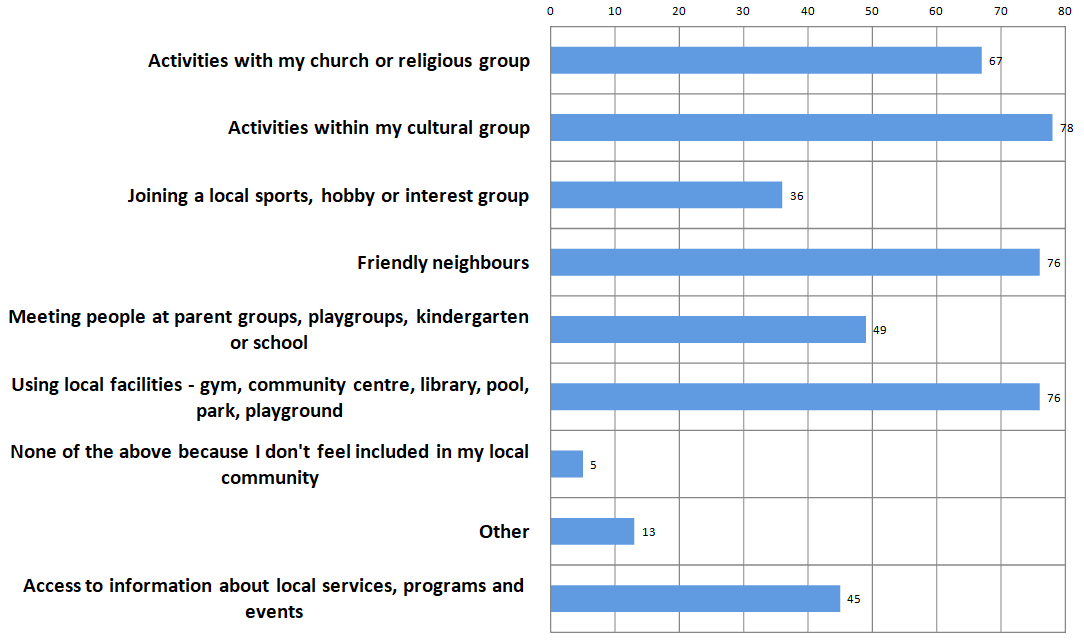 0 10 20 30 40 50 60 70 80
Activities with my church or religious group 67
Activities within my cultural group 78
Joining a local sports, hobby or interest group 36
Friendly neighbours 76
Meeting people at parent groups, playgroups, kindergarten
or school 49
Using local facilities - gym, community centre, library, pool,
park, playground 76
None of the above because I don't feel included in my local
community 5
Other 13
Access to information about local services, programs and
events 45